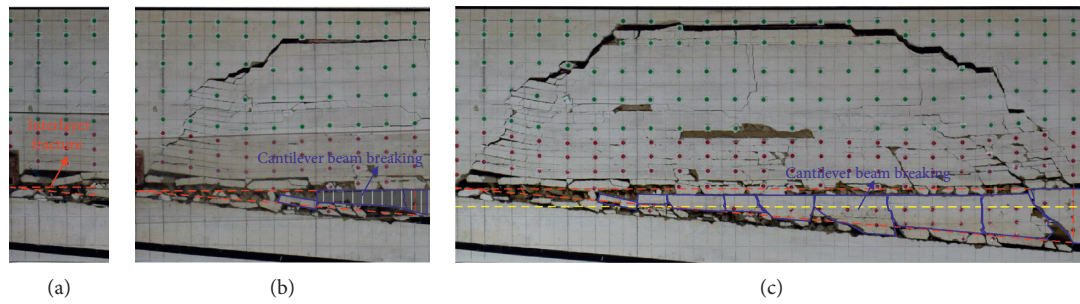 Interlayer
fracture
Cantilever beam breaking
Cantilever beam breaking
(a)
(b)
(c)